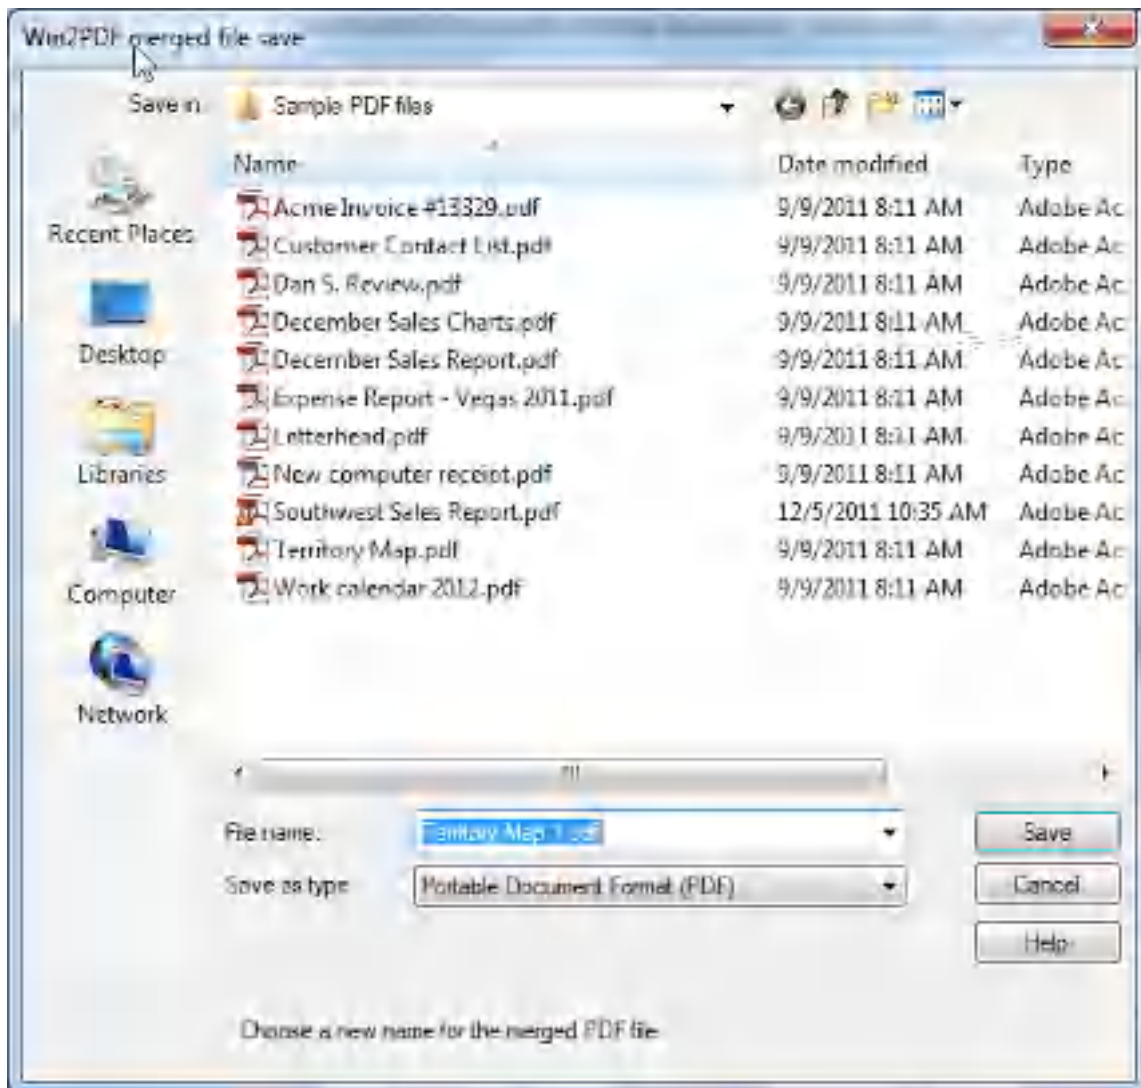 Win2PDF merged file save
Save in
Sample PDF files
Name
Date modified
Type
Acme Invoice #13329.pdf
9/9/2011 8:11 AM
Adobe Ac
Customer Contact List.pdf
9/9/2011 8:11 AM
Adobe Ac
Dan S. Review.pdf
9/9/2011 8:11 AM
Adobe Ac
December Sales Charts.pdf
9/9/2011 8:11 AM
Adobe Ac
December Sales Report.pdf
9/9/2011 8:11 AM
Adobe Ac
Expense Report - Vegas 2011.pdf
9/9/2011 8:11 AM
Adobe Ac
Letterhead.pdf
9/9/2011 8:11 AM
Adobe Ac
New computer receipt.pdf
9/9/2011 8:11 AM
Adobe Ac
Southwest Sales Report.pdf
12/5/2011 10:35 AM
Adobe Ac
Territory Map.pdf
9/9/2011 8:11 AM
Adobe Ac
Work calendar 2012.pdf
9/9/2011 8:11 AM
Adobe Ac
Recent Places
Desktop
Libraries
Computer
Network
File name:
Territory Map 1.pdf
Save
Save as type
Portable Document Format (PDF)
Cancel
Help
Choose a new name for the merged PDF file